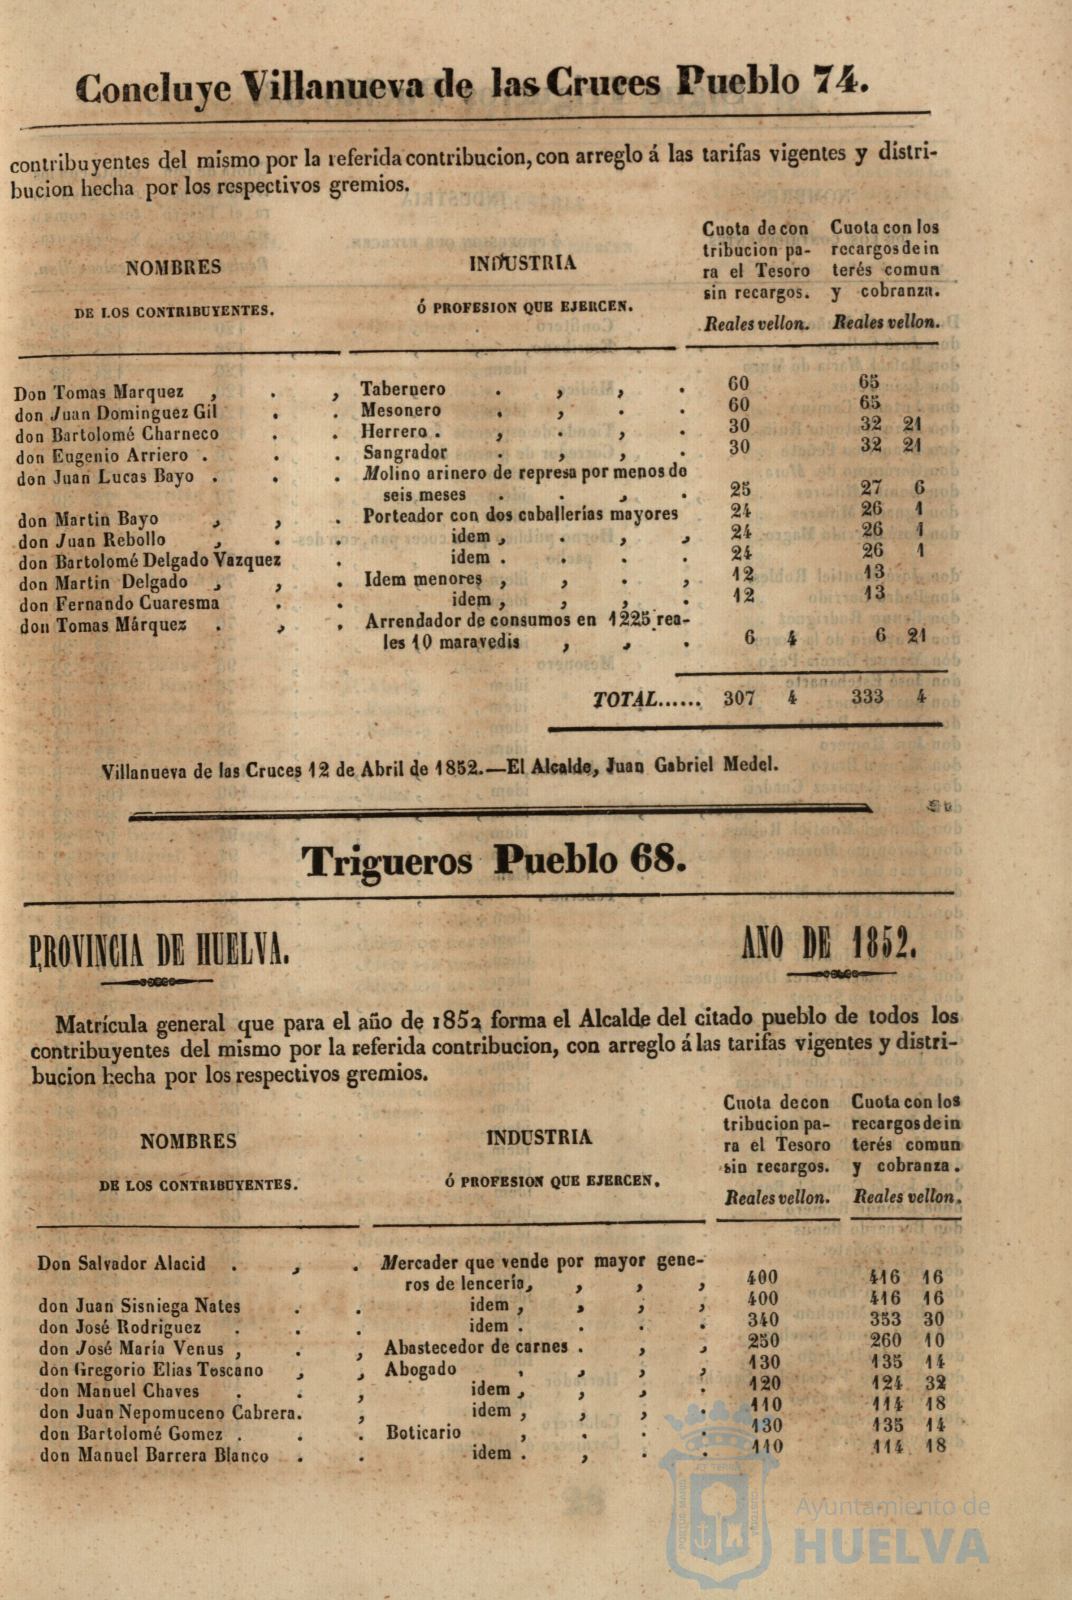 Concluye Villanueva de las Cruces Pueblo 74.
contribuyentes del mismo por la referida contribucion, con arreglo á las tarifas vigentes y distri-
bucion hecha por los respectivos gremios.
NOMBRES
DE LOS CONTRIBUYENTES.
INDUSTRIA
Ó PROFESION QUE EJERCEN.
Cuota de con
tribucion pa-
ra el Tesoro
sin recargos.
Reales vellon.
Cuota con los
recargos de in
terés comun
y cobranza.
Reales vellon.
Don Tomas Marquez , . , Tabernero . , , . 60 65
don Juan Dominguez Gil . . Mesonero . , . . 60 65
don Bartolomé Charneco . . Herrero . , . , . 30 32 21
don Eugenio Arriero . . . Sangrador . , , . 30 32 21
don Juan Lucas Bayo . . . Molino arinero de represa por menos de
seis meses . . , . 25 27 6
don Martin Bayo , , . Porteador con dos caballerías mayores 24 26 1
don Juan Rebollo , . . idem , . , , 24 26 1
don Bartolomé Delgado Vazquez . idem . . . . 24 26 1
don Martin Delgado , , . Idem menores , , . , 12 13
don Fernando Cuaresma . . idem , , , . 12 13
don Tomas Márquez . , , Arrendador de consumos en 1225 rea-
les 10 maravedis , , . 6 4 6 21
TOTAL...... 307 4 333 4
Villanueva de las Cruces 12 de Abril de 1852.—El Alcalde, Juan Gabriel Medel.
Trigueros Pueblo 68.
PROVINCIA DE HUELVA. AÑO DE 1852.
Matrícula general que para el año de 1852 forma el Alcalde del citado pueblo de todos los
contribuyentes del mismo por la referida contribucion, con arreglo á las tarifas vigentes y distri-
bucion hecha por los respectivos gremios.
NOMBRES
DE LOS CONTRIBUYENTES.
INDUSTRIA
Ó PROFESION QUE EJERCEN.
Cuota de con
tribucion pa-
ra el Tesoro
sin recargos.
Reales vellon.
Cuota con los
recargos de in
terés comun
y cobranza.
Reales vellon.
Don Salvador Alacid . , . Mercader que vende por mayor gene-
ros de lencería, , , , 400 416 16
don Juan Sisniega Nates . . idem , , , , 400 416 16
don José Rodriguez . . . idem . . . . 340 353 30
don José María Venus , . , Abastecedor de carnes . , , 250 260 10
don Gregorio Elias Toscano , , Abogado , , , , 130 135 14
don Manuel Chaves . . , idem , , , . 120 124 32
don Juan Nepomuceno Cabrera. , idem , , , . 110 114 18
don Bartolomé Gomez . . . Boticario , . . . 130 135 14
don Manuel Barrera Blanco . . idem . , . . 110 114 18
Ayuntamiento de
HUELVA